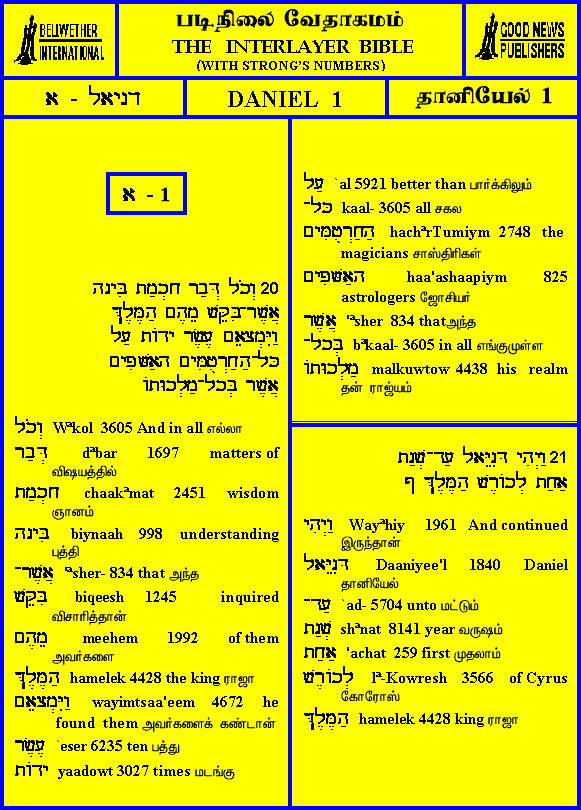 BELLWETHER
INTERNATIONAL
படிநிலை வேதாகமம்
THE INTERLAYER BIBLE
(WITH STRONG'S NUMBERS)
GOOD NEWS
PUBLISHERS
דניאל - א
DANIEL 1
தானியேல் 1
א - 1
20 וְכֹל דְּבַר חׇכְמַת בִּינָה
אֲשֶׁר־בִּקֵּשׁ מֵהֶם הַמֶּלֶךְ
וַיִּמְצָאֵם עֶשֶׂר יָדוֹת עַל
כׇּל־הַחַרְטֻמִּים הָאַשָּׁפִים
אֲשֶׁר בְּכׇל־מַלְכוּתוֹ
וְכֹל Wᵊkol 3605 And in all எல்லா
דְּבַר dᵊbar 1697 matters of
விஷயத்தில்
חׇכְמַת chaakᵊmat 2451 wisdom
ஞானம்
בִּינָה biynaah 998 understanding
புத்தி
אֲשֶׁר־ 'ᵃsher- 834 that அந்த
בִּקֵּשׁ biqeesh 1245 inquired
விசாரித்தான்
מֵהֶם meehem 1992 of them
அவர்களை
הַמֶּלֶךְ hamelek 4428 the king ராஜா
וַיִּמְצָאֵם wayimtsaa'eem 4672 he
found them அவர்களைக் கண்டான்
עֶשֶׂר `eser 6235 ten பத்து
יָדוֹת yaadowt 3027 times மடங்கு
עַל `al 5921 better than பார்க்கிலும்
כׇּל־ kaal- 3605 all சகல
הַחַרְטֻמִּים hachᵃrTumiym 2748 the
magicians சாஸ்திரிகள்
הָאַשָּׁפִים haa'ashaapiym 825
astrologers ஜோசியர்
אֲשֶׁר 'ᵃsher 834 that அந்த
בְּכׇל־ bᵊkaal- 3605 in all எங்குமுள்ள
מַלְכוּתוֹ malkuwtow 4438 his realm
தன் ராஜ்யம்
21 וַיְהִי דָּנִיֵּאל עַד־שְׁנַת
אַחַת לְכוֹרֶשׁ הַמֶּלֶךְ פ
וַיְהִי Wayᵊhiy 1961 And continued
இருந்தான்
דָּנִיֵּאל Daaniyee'l 1840 Daniel
தானியேல்
עַד־ `ad- 5704 unto மட்டும்
שְׁנַת shᵊnat 8141 year வருஷம்
אַחַת 'achat 259 first முதலாம்
לְכוֹרֶשׁ lᵊ-Kowresh 3566 of Cyrus
கோரேஸ்
הַמֶּלֶךְ hamelek 4428 king ராஜா